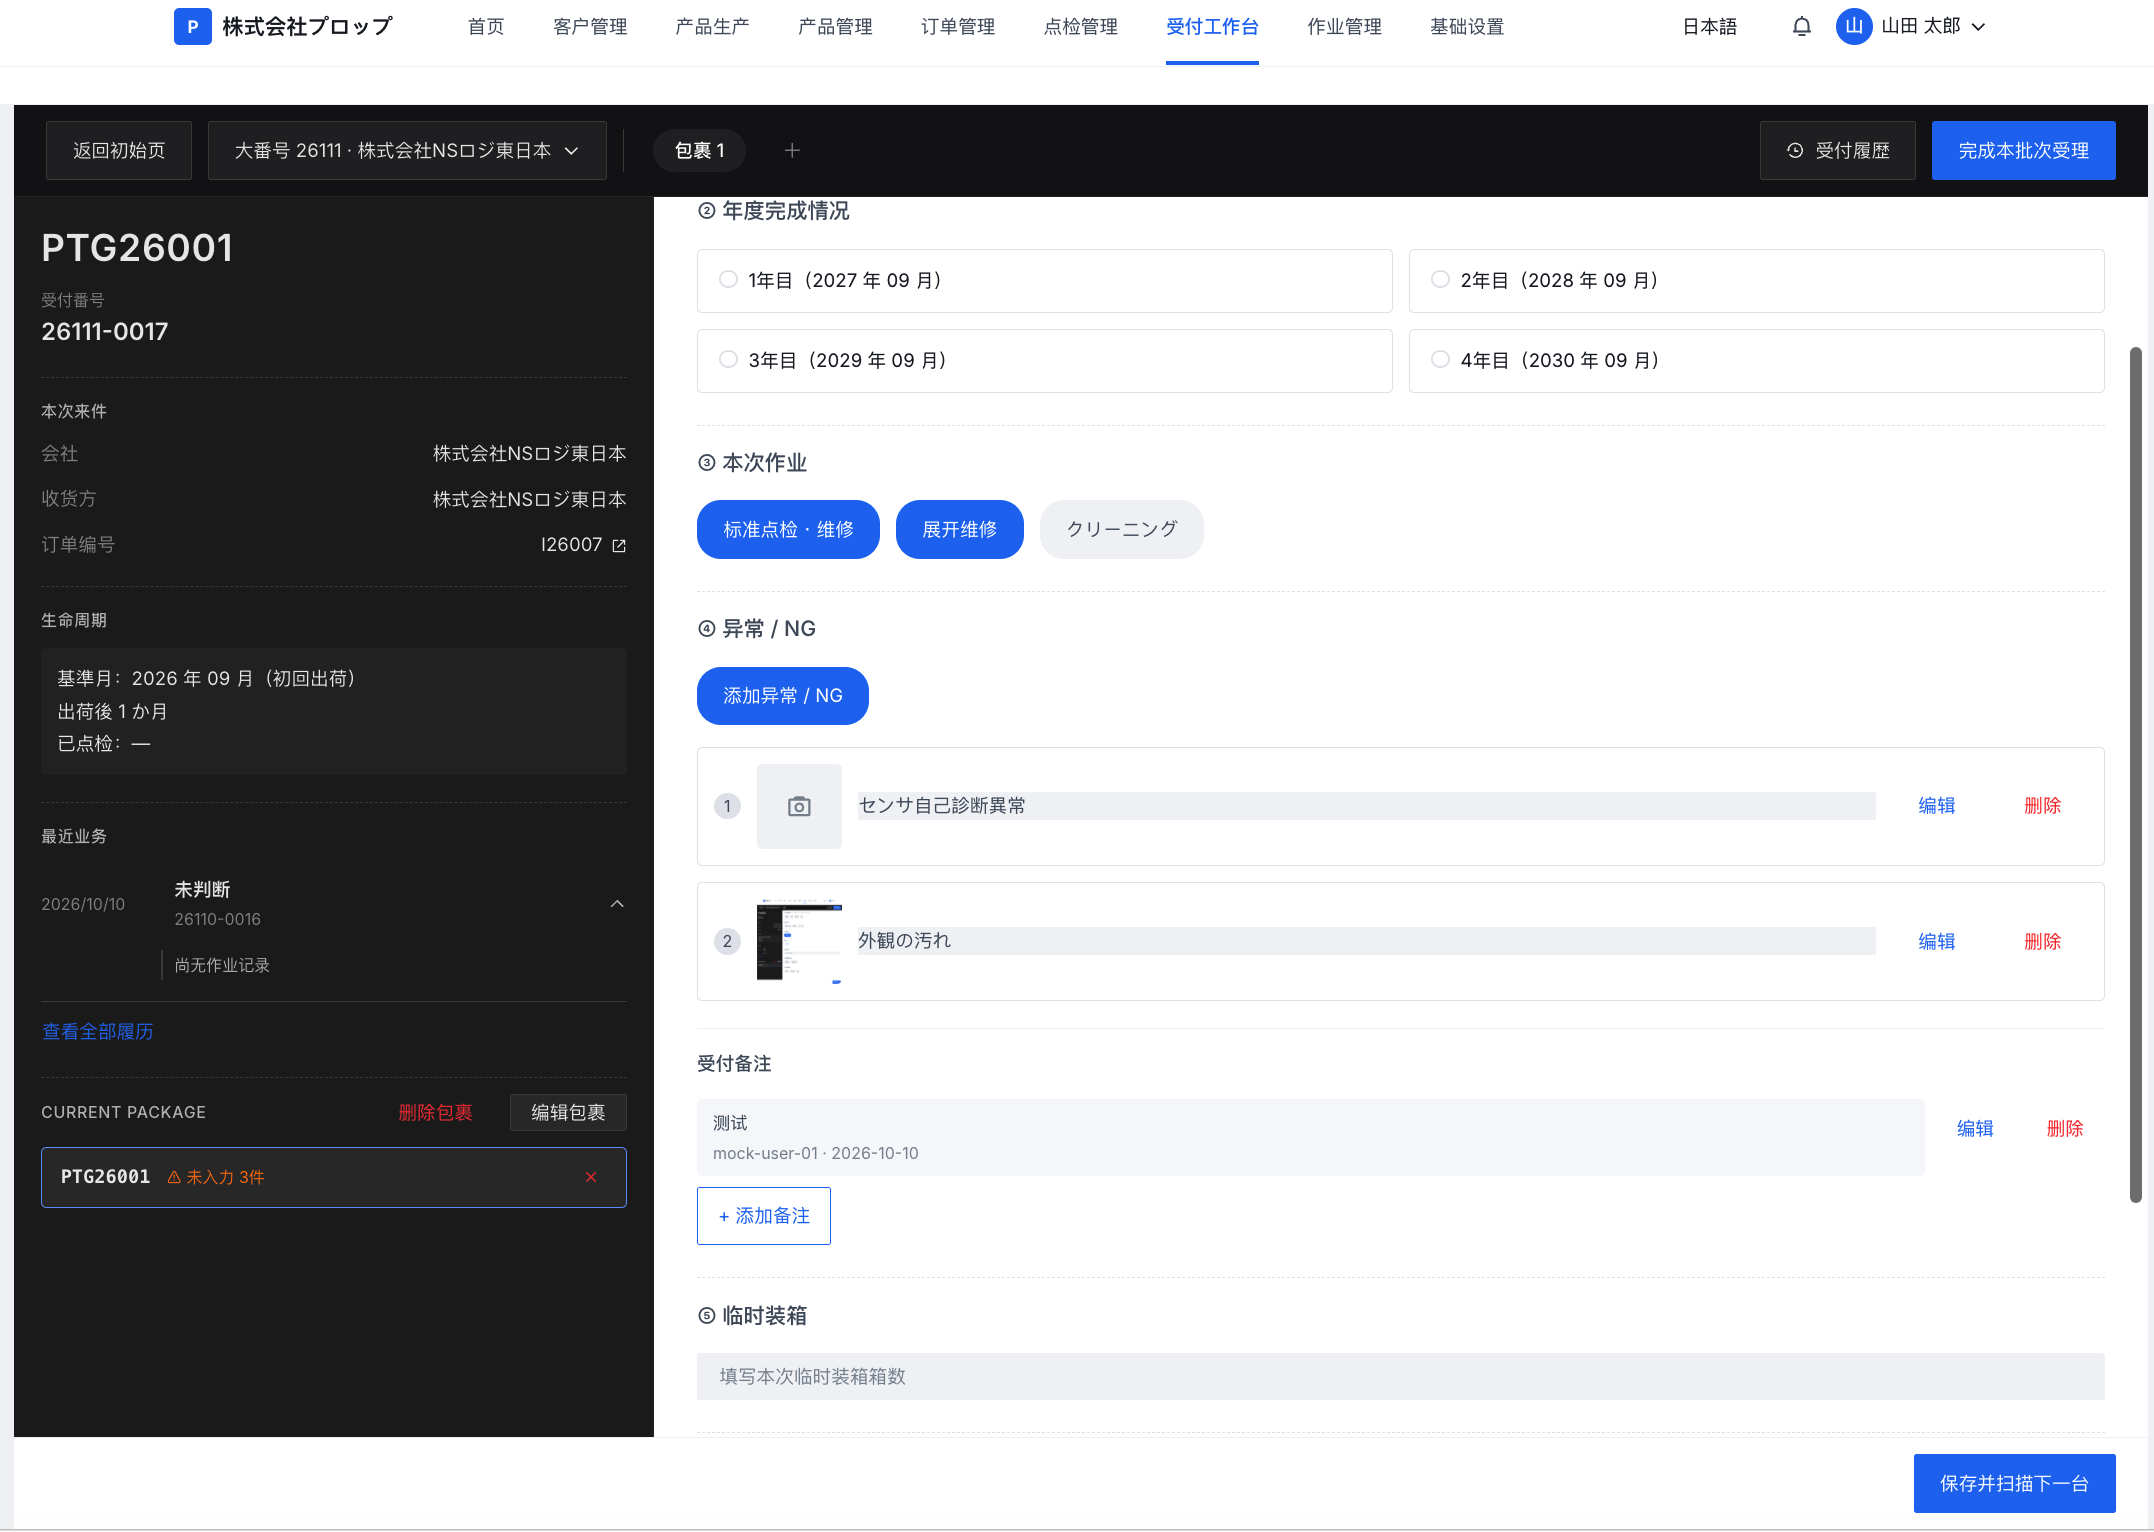 P 株式会社プロップ 首页 客户管理 产品生产 产品管理 订单管理 点检管理 受付工作台 作业管理 基础设置 日本語 山 山田 太郎
返回初始页 大番号 26111 · 株式会社NSロジ東日本 包裹 1 + 受付履歴 完成本批次受理
PTG26001
受付番号
26111-0017
本次来件
会社 株式会社NSロジ東日本
收货方 株式会社NSロジ東日本
订单编号 I26007
生命周期
基準月：2026 年 09 月（初回出荷）
出荷後 1 か月
已点检：—
最近业务
2026/10/10 未判断
26110-0016
尚无作业记录
查看全部履历
CURRENT PACKAGE 删除包裹 编辑包裹
PTG26001 未入力 3件
② 年度完成情况
1年目（2027 年 09 月） 2年目（2028 年 09 月）
3年目（2029 年 09 月） 4年目（2030 年 09 月）
③ 本次作业
标准点检 · 维修 展开维修 クリーニング
④ 异常 / NG
添加异常 / NG
1 センサ自己診断異常 编辑 删除
2 外観の汚れ 编辑 删除
受付备注
测试
mock-user-01 · 2026-10-10 编辑 删除
+ 添加备注
⑤ 临时装箱
填写本次临时装箱箱数
保存并扫描下一台